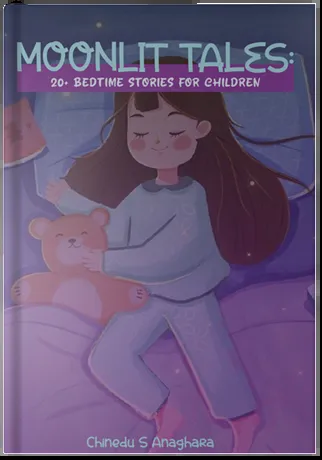 MOONLIT TALES:
20+ BEDTIME STORIES FOR CHILDREN
Chinedu S Anaghara